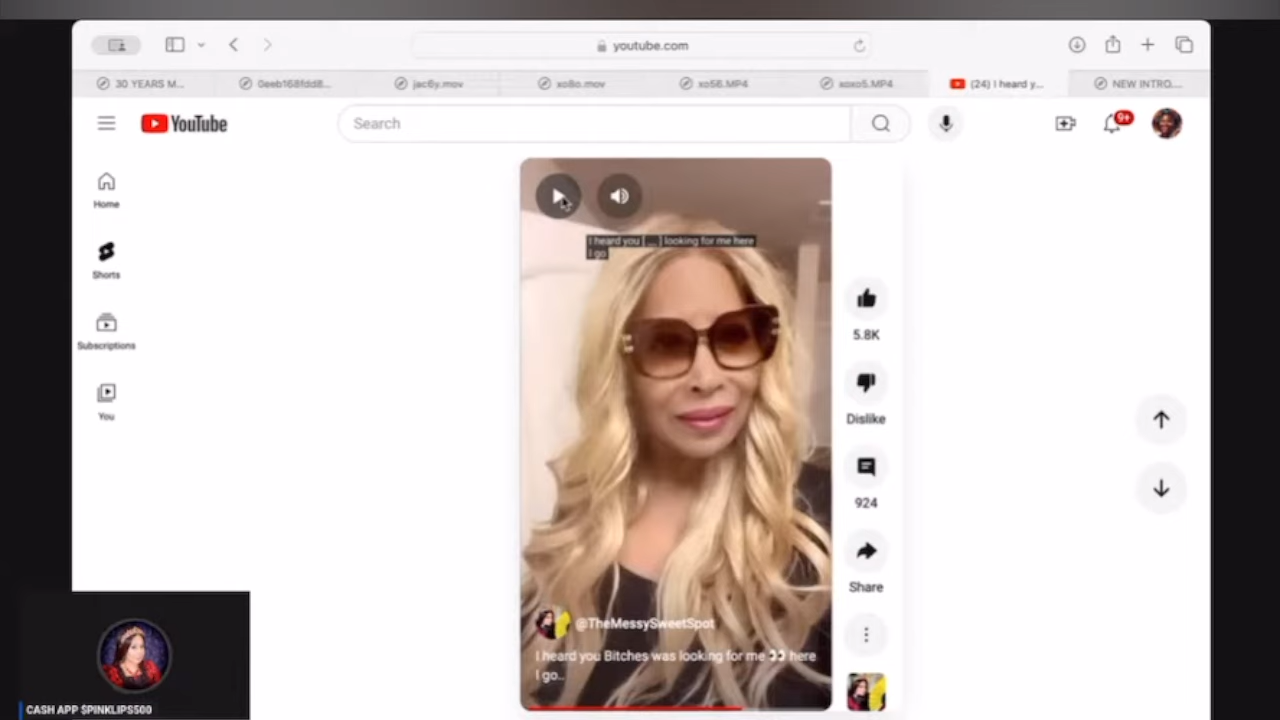 youtube.com
30 YEARS M...
0eeb168fdd8...
jac6y.mov
xo8o.mov
xo56.MP4
aoxo5.MP4
(24) I heard y...
NEW INTRO....
YouTube
Search
9+
Home
Shorts
Subscriptions
You
I heard you [ __ ] looking for me here
I go
5.8K
Dislike
924
Share
@TheMessySweetSpot
I heard you Bitches was looking for me 👀 here
I go..
CASH APP $PINKLIPS500